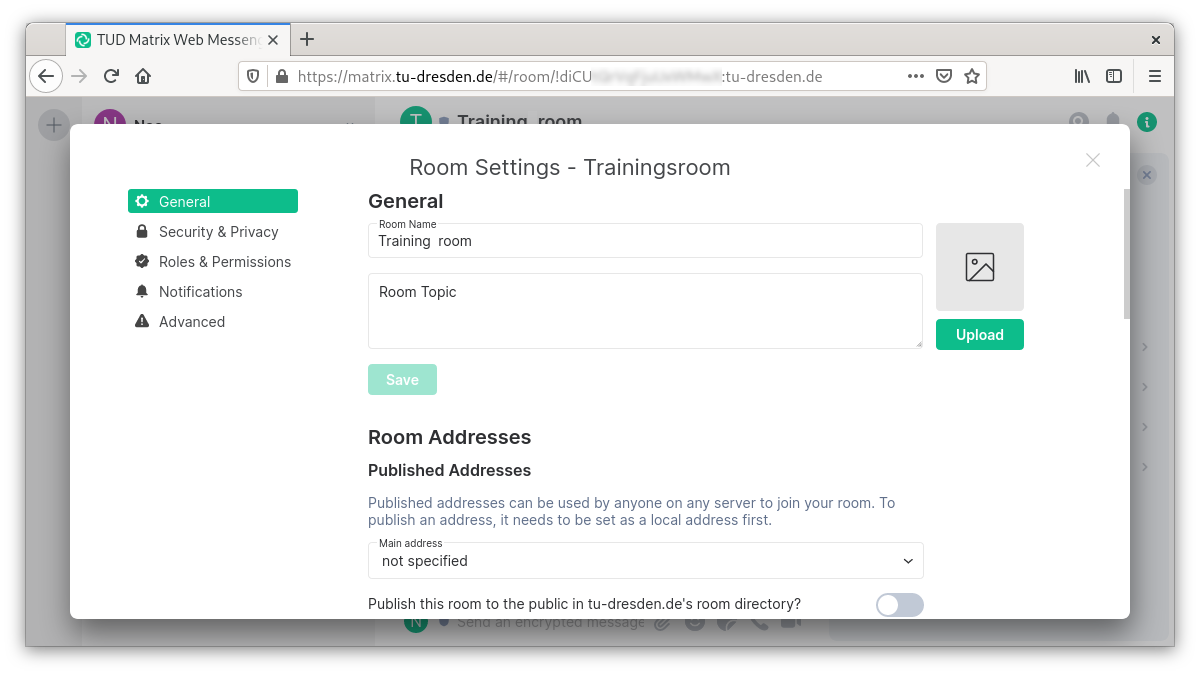 TUD Matrix Web Messeng
https://matrix.tu-dresden.de/#/room/!diCU :tu-dresden.de
N
T Training room
Room Settings - Trainingsroom
General
Security & Privacy
Roles & Permissions
Notifications
Advanced
General
Room Name
Training room
Room Topic
Upload
Save
Room Addresses
Published Addresses
Published addresses can be used by anyone on any server to join your room. To
publish an address, it needs to be set as a local address first.
Main address
not specified
Publish this room to the public in tu-dresden.de's room directory?
N Send an encrypted message